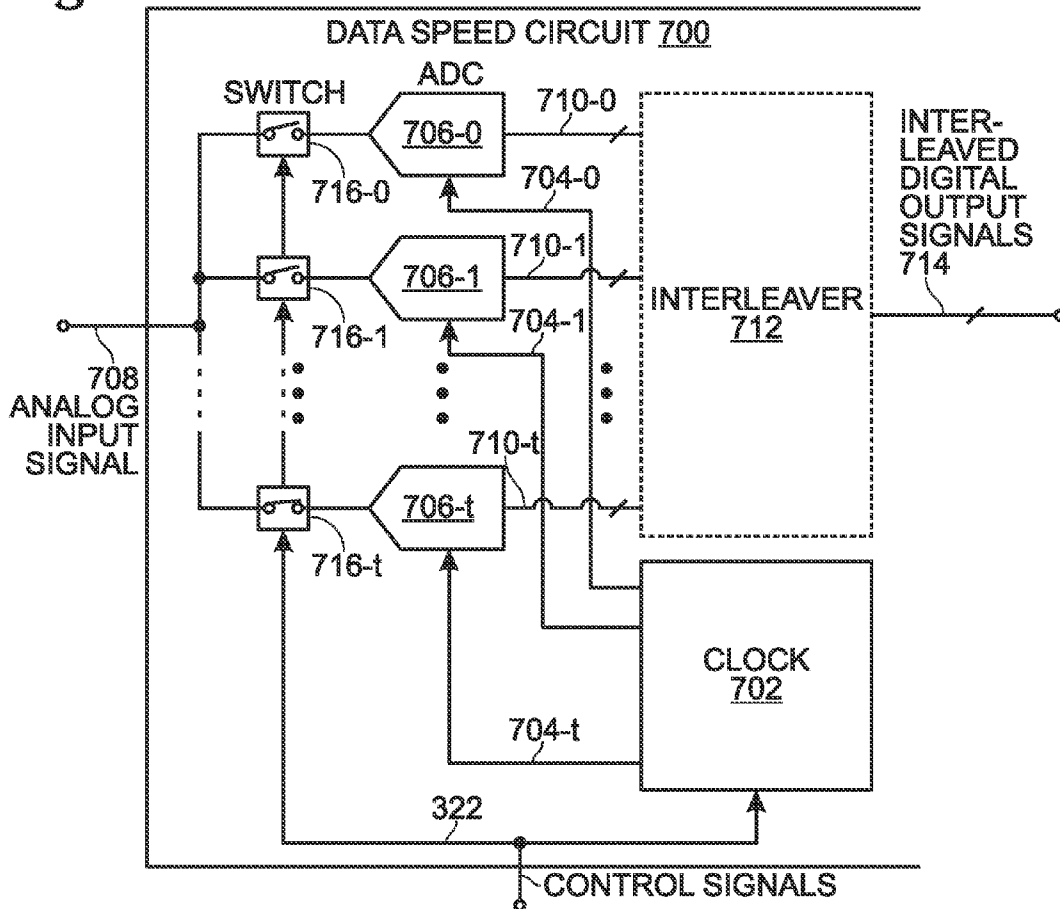 DATA SPEED CIRCUIT 700
ADC
SWITCH
706-0
710-0
716-0
704-0
INTER-
LEAVED
DIGITAL
OUTPUT
SIGNALS
714
706-1
710-1
716-1
704-1
INTERLEAVER
712
708
ANALOG
INPUT
SIGNAL
710-t
706-t
716-t
CLOCK
702
704-t
322
CONTROL SIGNALS